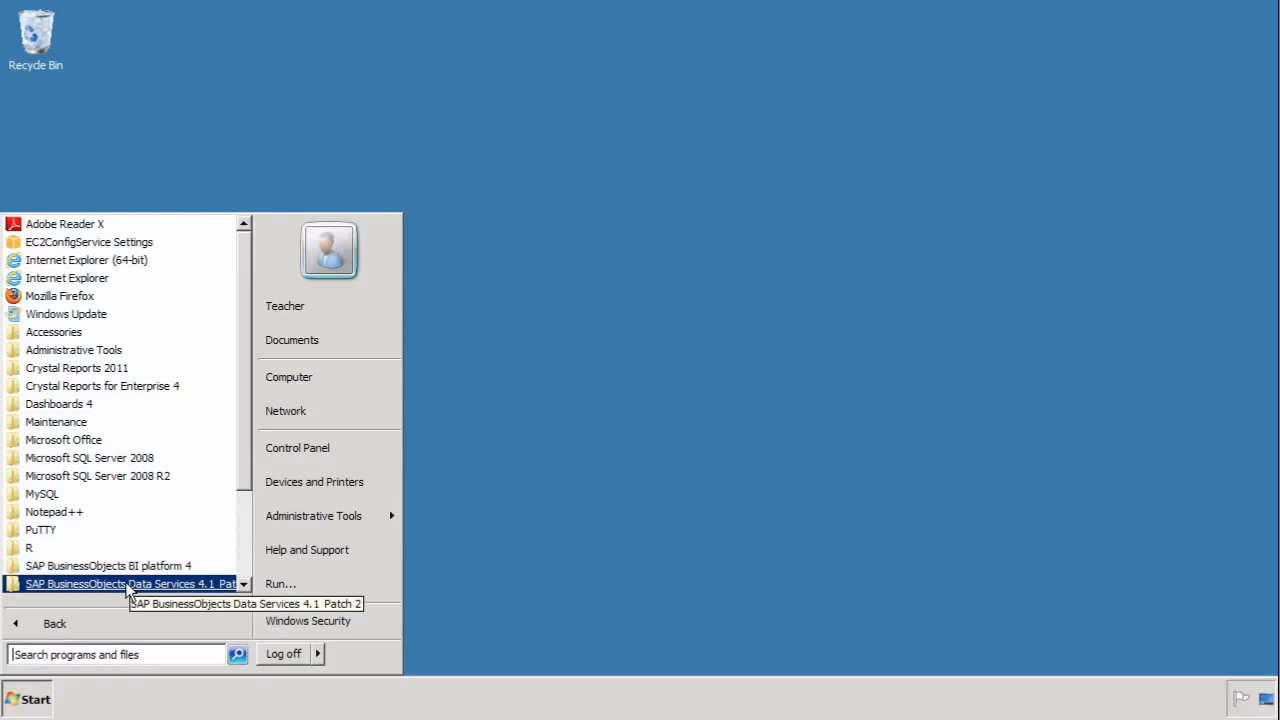 Recycle Bin
Adobe Reader X
EC2ConfigService Settings
Internet Explorer (64-bit)
Internet Explorer
Mozilla Firefox
Windows Update
Accessories
Administrative Tools
Crystal Reports 2011
Crystal Reports for Enterprise 4
Dashboards 4
Maintenance
Microsoft Office
Microsoft SQL Server 2008
Microsoft SQL Server 2008 R2
MySQL
Notepad++
PuTTY
R
SAP BusinessObjects BI platform 4
SAP BusinessObjects Data Services 4.1 Pat
SAP BusinessObjects Data Services 4.1 Patch 2
Back
Search programs and files
Teacher
Documents
Computer
Network
Control Panel
Devices and Printers
Administrative Tools
Help and Support
Run...
Windows Security
Log off
Start